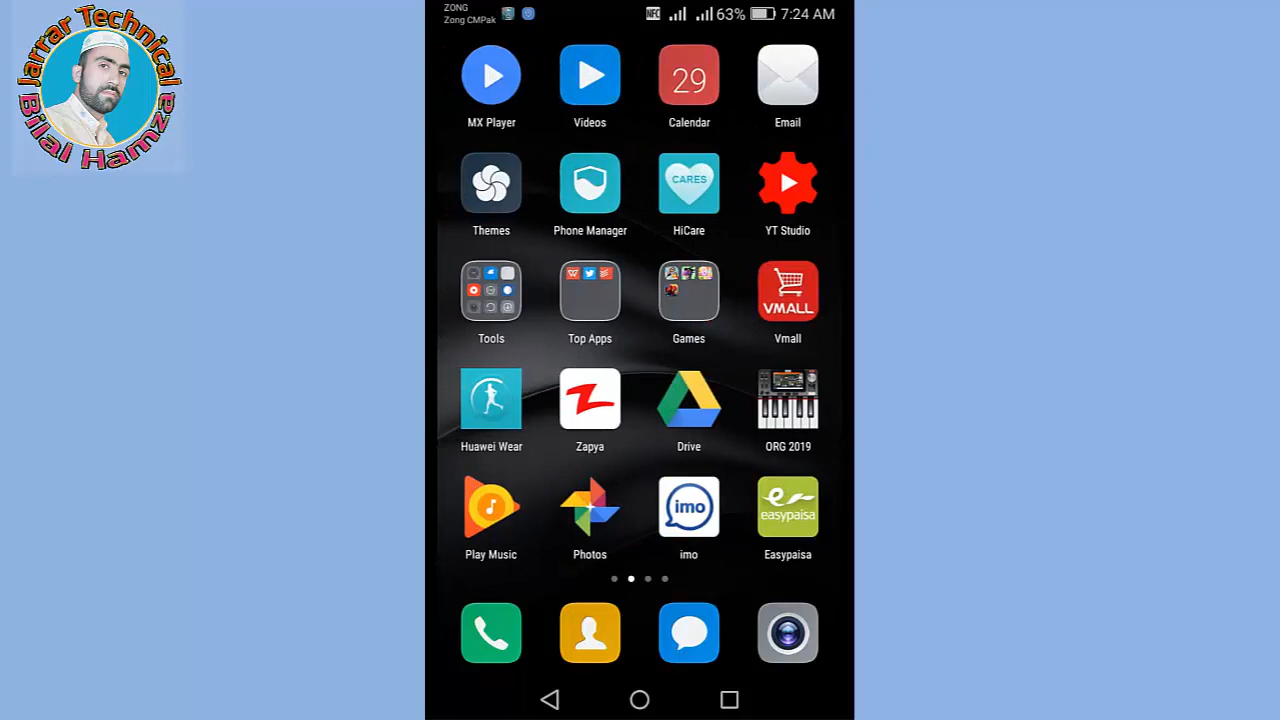 Jarrar Technical
Bilal Hamza
ZONG
Zong CMPak
NFC
63%
7:24 AM
29
MX Player
Videos
Calendar
Email
CARES
Themes
Phone Manager
HiCare
YT Studio
VMALL
Tools
Top Apps
Games
Vmall
Huawei Wear
Zapya
Drive
ORG 2019
imo
easypaisa
Play Music
Photos
imo
Easypaisa